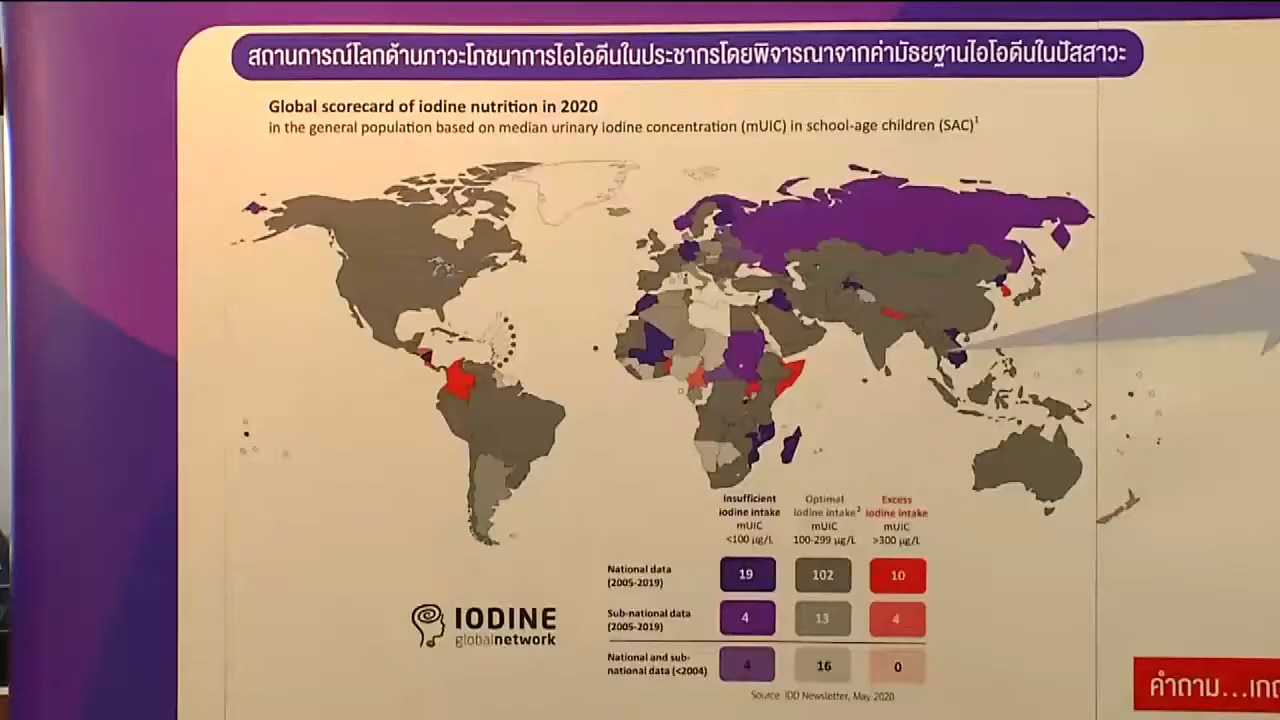 สถานการณ์โลกด้านภาวะโภชนาการไอโอดีนในประชากรโดยพิจารณาจากค่ามัธยฐานไอโอดีนในปัสสาวะ
Global scorecard of iodine nutrition in 2020
in the general population based on median urinary iodine concentration (mUIC) in school-age children (SAC)¹
Insufficient iodine intake mUIC <100 µg/L
Optimal iodine intake² mUIC 100-299 µg/L
Excess iodine intake mUIC >300 µg/L
National data (2005-2019) 19 102 10
Sub-national data (2005-2019) 4 13 4
National and sub-national data (<2004) 4 16 0
IODINE
globalnetwork
Source: IDD Newsletter, May 2020
คำถาม...